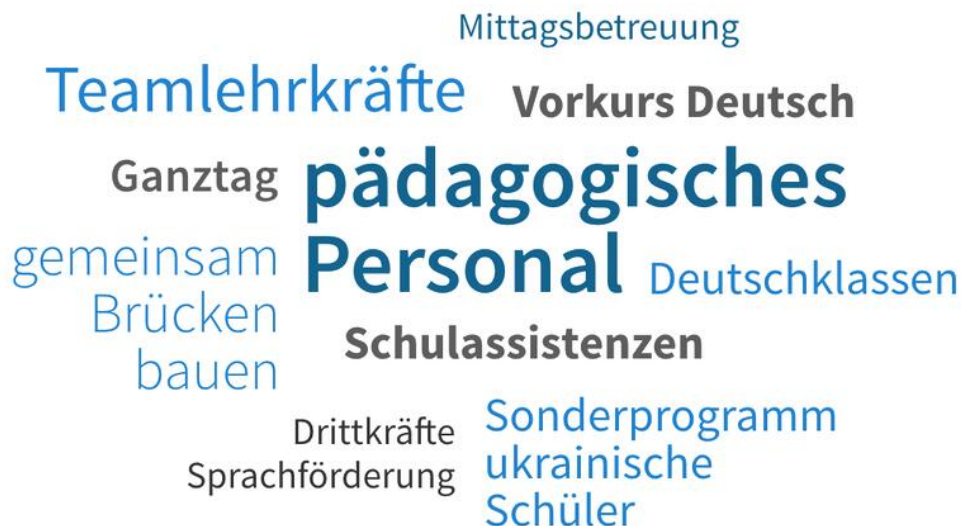 Mittagsbetreuung
Teamlehrkräfte
Vorkurs Deutsch
Ganztag
pädagogisches
Personal
gemeinsam
Brücken
bauen
Deutschklassen
Schulassistenzen
Drittkräfte
Sprachförderung
Sonderprogramm
ukrainische
Schüler